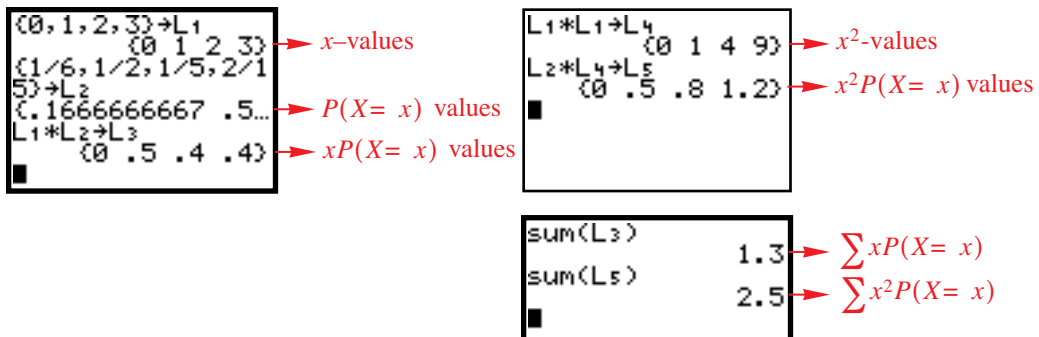 {0,1,2,3}→L₁
{0 1 2 3}
x–values
{1/6,1/2,1/5,2/1
5}→L₂
{.1666666667 .5…
P(X= x) values
L₁*L₂→L₃
{0 .5 .4 .4}
xP(X= x) values
L₁*L₁→L₄
{0 1 4 9}
x²-values
L₂*L₄→L₅
{0 .5 .8 1.2}
x²P(X= x) values
sum(L₃)
1.3
∑xP(X= x)
sum(L₅)
2.5
∑x²P(X= x)